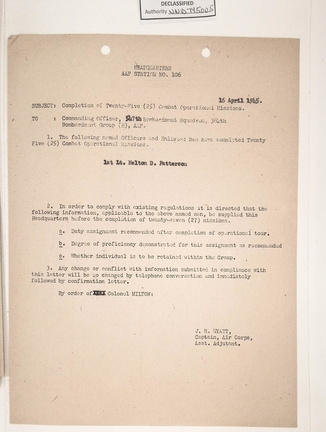 DECLASSIFIED
Authority NND745005
HEADQUARTERS
AAF STATION NO. 106
16 April 1945.
SUBJECT: Completion of Twenty-Five (25) Combat Operational Missions.
TO : Commanding Officer, 547th Bombardment Squadron, 384th
Bombardment Group (H), AAF.
1. The following named Officers and Enlisted Men have completed Twenty
Five (25) Combat Operational Missions.
1st Lt. Nelton D. Patterson
2. In order to comply with existing regulations it is directed that the
following information, applicable to the above named men, be supplied this
Headquarters before the completion of twenty-seven (27) missions.
a. Duty assignment recommended after completion of operational tour.
b. Degree of proficiency demonstrated for this assignment as recommended
c. Whether individual is to be retained within the Group.
3. Any change or conflict with information submitted in compliance with
this letter will be so changed by telephone conversation and immediately
followed by confirmation letter.
By order of Colonel MILTON:
Captain, Air Corps,
Asst. Adjutant.